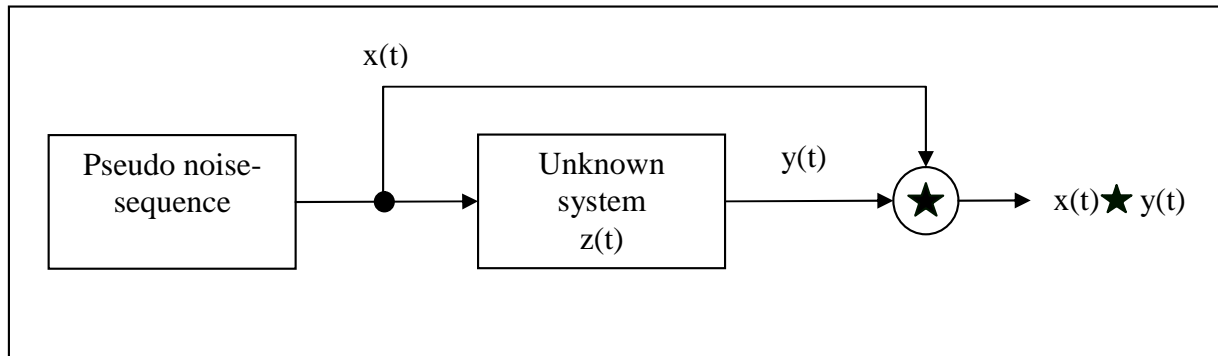 x(t)
Pseudo noise-
sequence
Unknown
system
z(t)
y(t)
x(t)★ y(t)